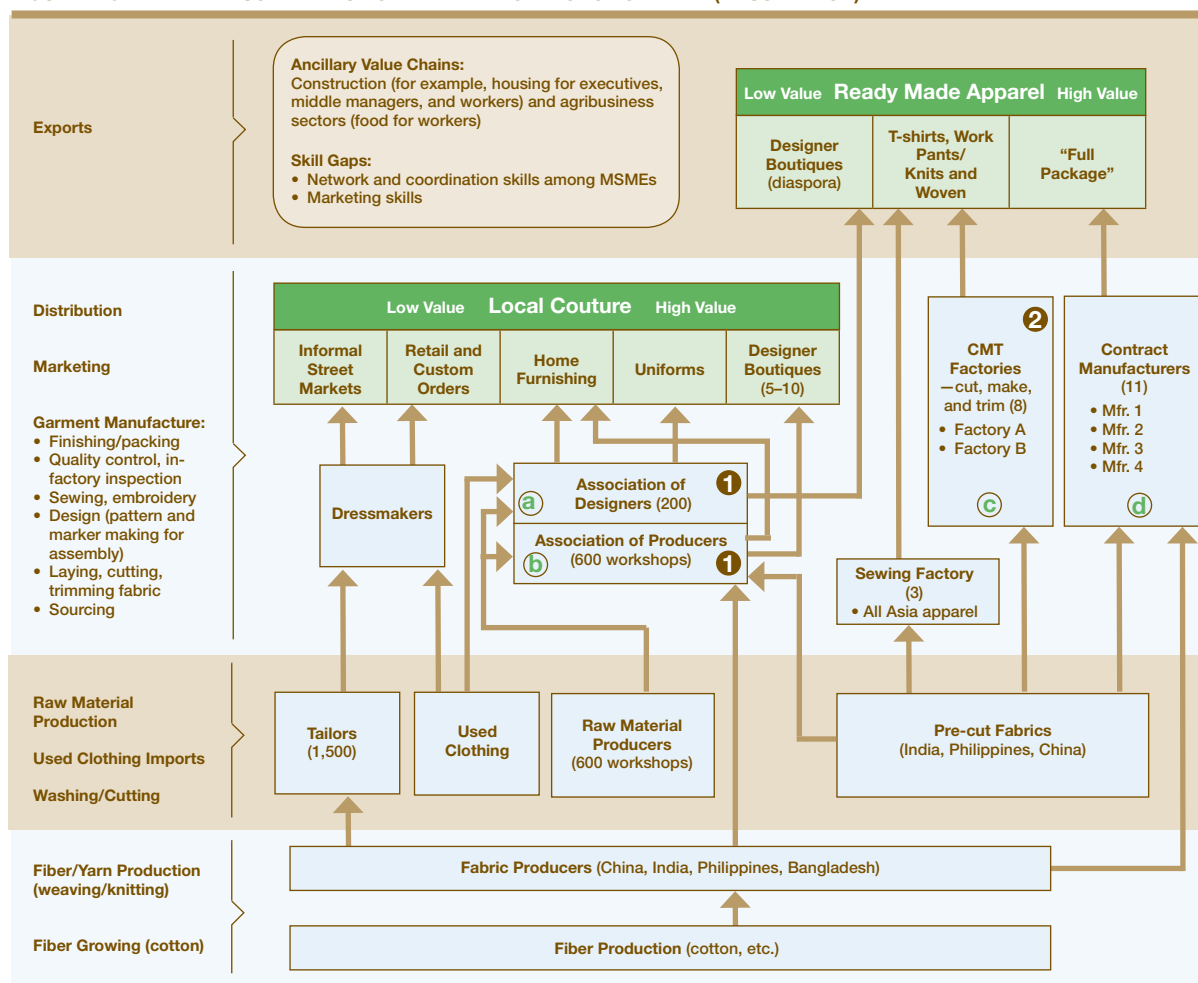 Exports
Ancillary Value Chains:
Construction (for example, housing for executives,
middle managers, and workers) and agribusiness
sectors (food for workers)
Skill Gaps:
• Network and coordination skills among MSMEs
• Marketing skills
Low Value Ready Made Apparel High Value
Designer
Boutiques
(diaspora)
T-shirts, Work
Pants/
Knits and
Woven
“Full
Package”
Distribution
Marketing
Garment Manufacture:
• Finishing/packing
• Quality control, in-
factory inspection
• Sewing, embroidery
• Design (pattern and
marker making for
assembly)
• Laying, cutting,
trimming fabric
• Sourcing
Low Value Local Couture High Value
Informal
Street
Markets
Retail and
Custom
Orders
Home
Furnishing
Uniforms
Designer
Boutiques
(5–10)
Dressmakers
Association of
Designers (200)
1
a
Association of Producers
(600 workshops)
b
1
2
CMT
Factories
—cut, make,
and trim (8)
• Factory A
• Factory B
c
Contract
Manufacturers
(11)
• Mfr. 1
• Mfr. 2
• Mfr. 3
• Mfr. 4
d
Sewing Factory
(3)
• All Asia apparel
Raw Material
Production
Used Clothing Imports
Washing/Cutting
Tailors
(1,500)
Used
Clothing
Raw Material
Producers
(600 workshops)
Pre-cut Fabrics
(India, Philippines, China)
Fiber/Yarn Production
(weaving/knitting)
Fiber Growing (cotton)
Fabric Producers (China, India, Philippines, Bangladesh)
Fiber Production (cotton, etc.)